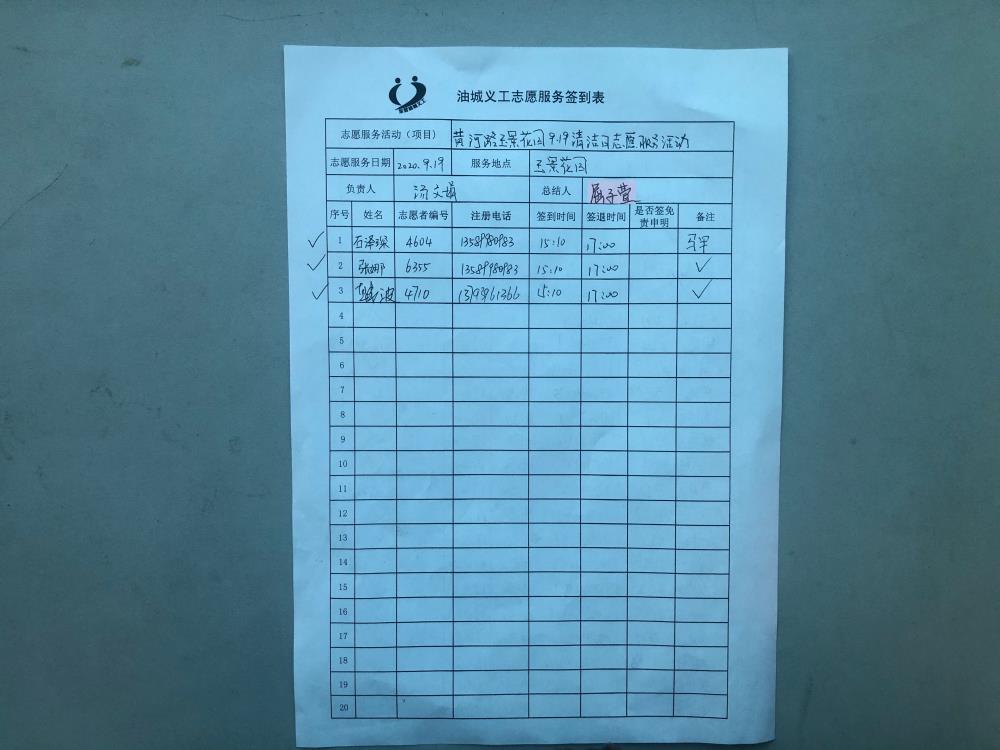 油城义工志愿服务签到表
志愿服务活动（项目） 黄河路玉景花园9.19清洁日志愿服务活动
志愿服务日期 2020.9.19 服务地点 玉景花园
负责人 总结人
序号 姓名 志愿者编号 注册电话 签到时间 签退时间 是否签免责申明 备注
1 石泽琛 4604 13589980983 15:10 17:00
2 张娜 6355 13589980983 15:10 17:00 ✓
3 4710 13793961366 15:10 17:00 ✓
4
5
6
7
8
9
10
11
12
13
14
15
16
17
18
19
20